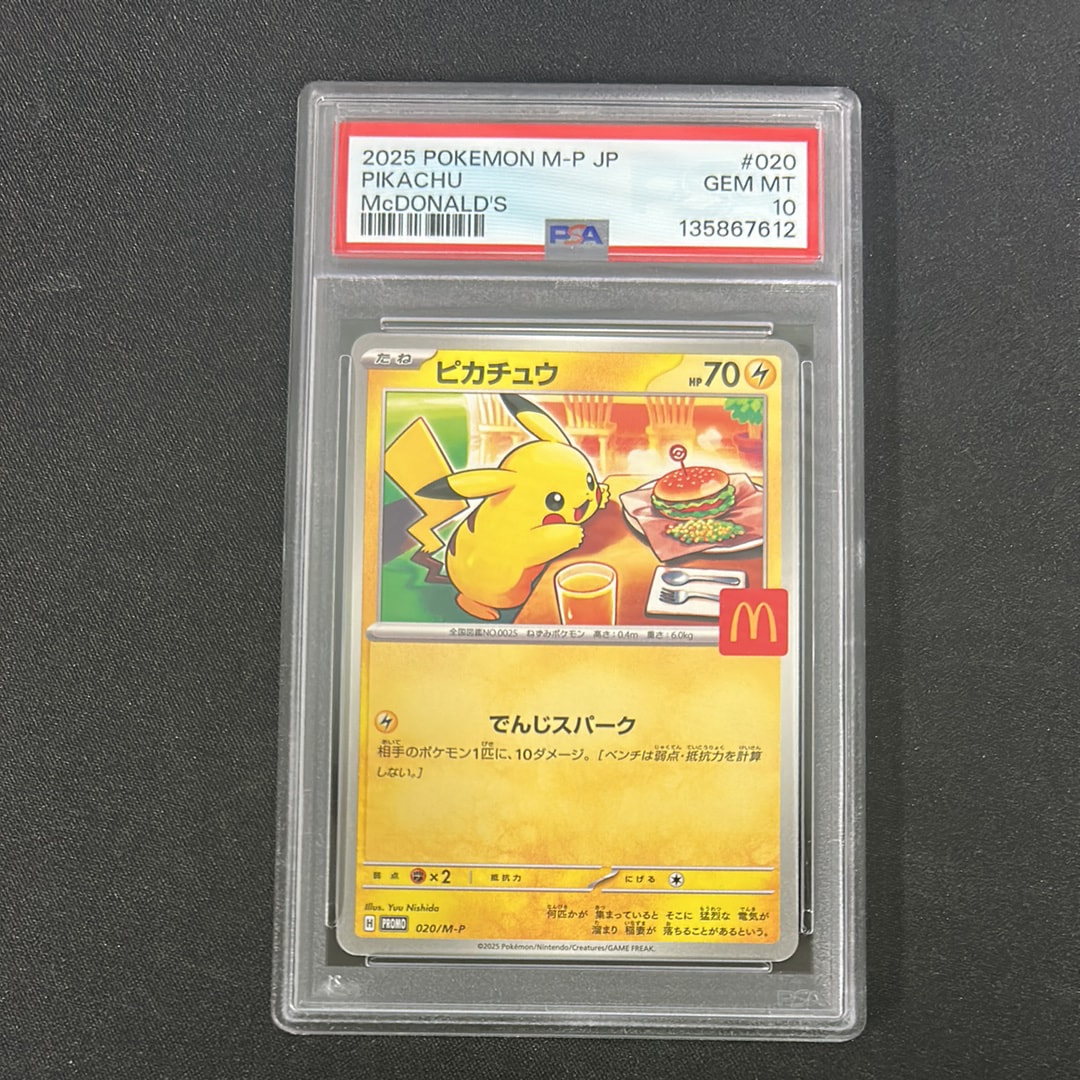 2025 POKEMON M-P JP #020
PIKACHU GEM MT
McDONALD'S 10
PSA 135867612
たね ピカチュウ HP70
全国図鑑NO.0025 ねずみポケモン 高さ:0.4m 重さ:6.0kg
M
でんじスパーク
相手のポケモン1匹に、10ダメージ。[ベンチは弱点・抵抗力を計算
しない。]
弱点 ×2 抵抗力 にげる
Illus. Yuu Nishida
何匹かが 集まっていると そこに 猛烈な 電気が
溜まり 稲妻が 落ちることがあるという。
H PROMO 020/M-P
©2025 Pokémon/Nintendo/Creatures/GAME FREAK.
PSA